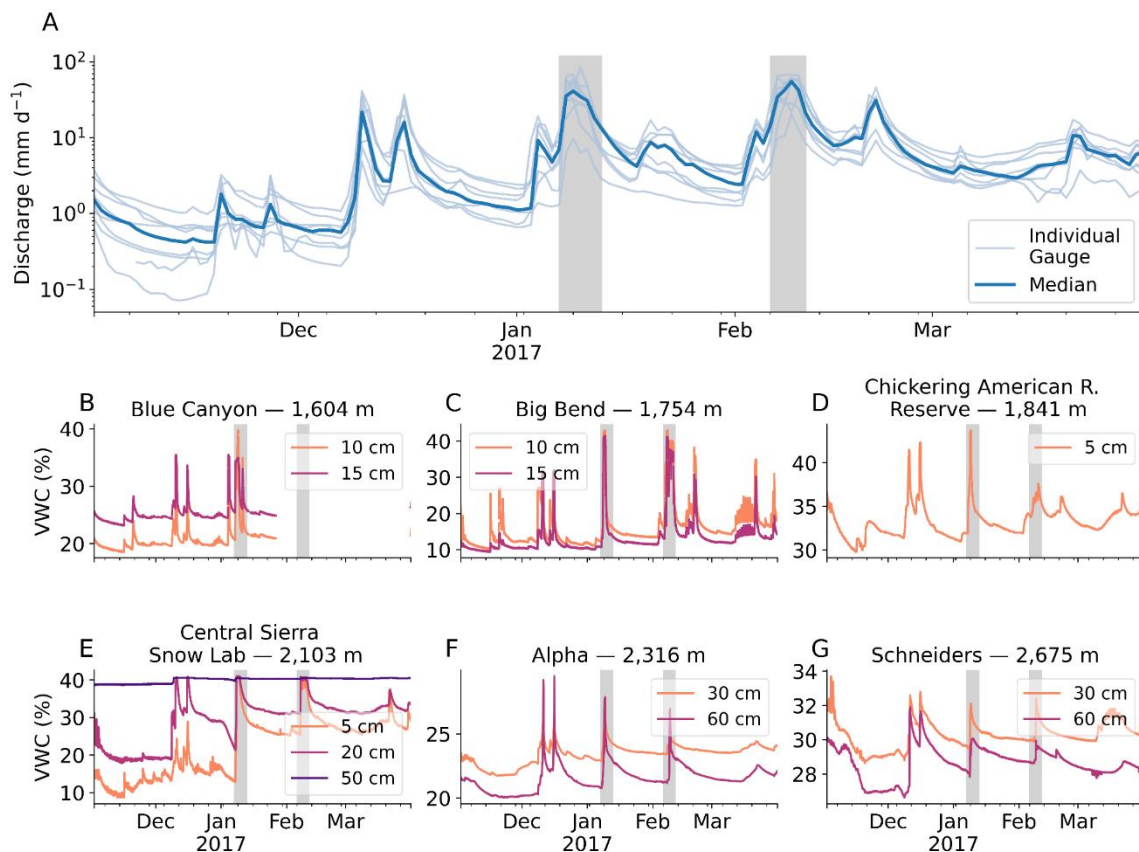 A
Discharge (mm d⁻¹)
10²
10¹
10⁰
10⁻¹
Individual
Gauge
Median
Dec
Jan
2017
Feb
Mar
B
Blue Canyon — 1,604 m
VWC (%)
40
30
20
10 cm
15 cm
C
Big Bend — 1,754 m
40
30
20
10
10 cm
15 cm
D
Chickering American R.
Reserve — 1,841 m
40
35
30
5 cm
E
Central Sierra
Snow Lab — 2,103 m
VWC (%)
40
30
20
10
5 cm
20 cm
50 cm
Dec
Jan
2017
Feb
Mar
F
Alpha — 2,316 m
25
20
30 cm
60 cm
Dec
Jan
2017
Feb
Mar
G
Schneiders — 2,675 m
34
32
30
28
30 cm
60 cm
Dec
Jan
2017
Feb
Mar